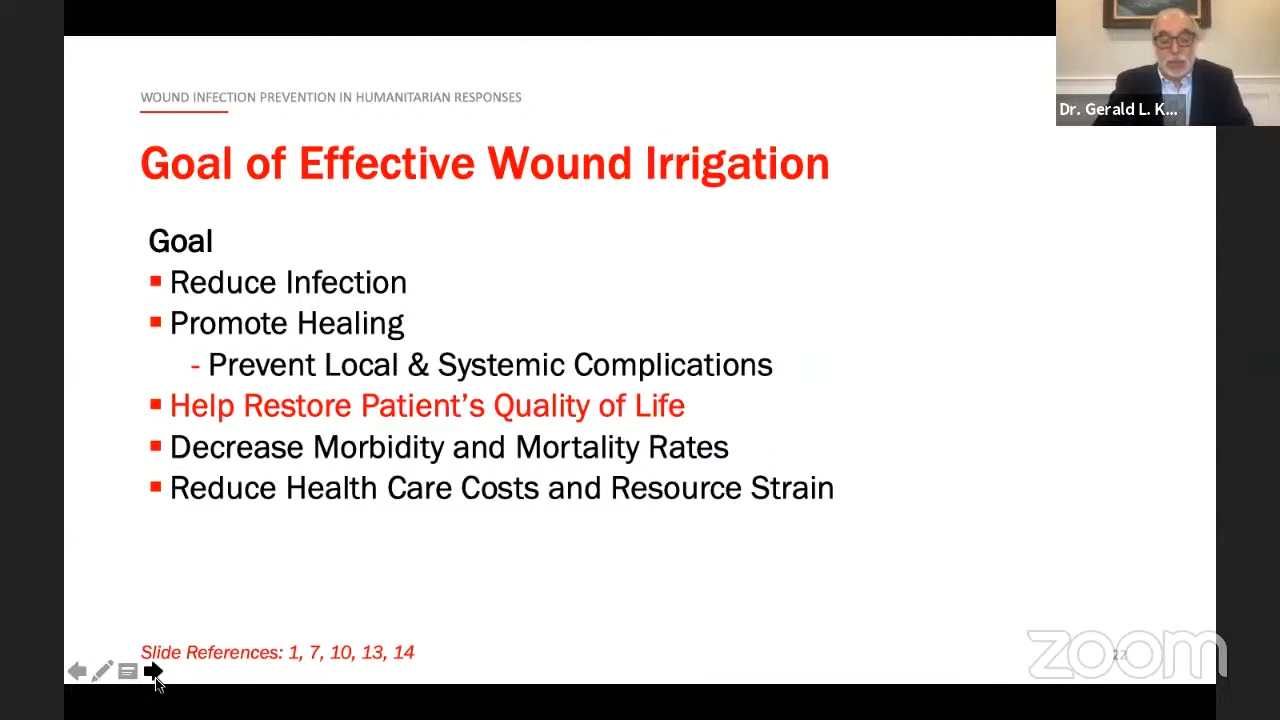 WOUND INFECTION PREVENTION IN HUMANITARIAN RESPONSES
Dr. Gerald L. K...
Goal of Effective Wound Irrigation
Goal
▪ Reduce Infection
▪ Promote Healing
- Prevent Local & Systemic Complications
▪ Help Restore Patient’s Quality of Life
▪ Decrease Morbidity and Mortality Rates
▪ Reduce Health Care Costs and Resource Strain
Slide References: 1, 7, 10, 13, 14
22
zoom